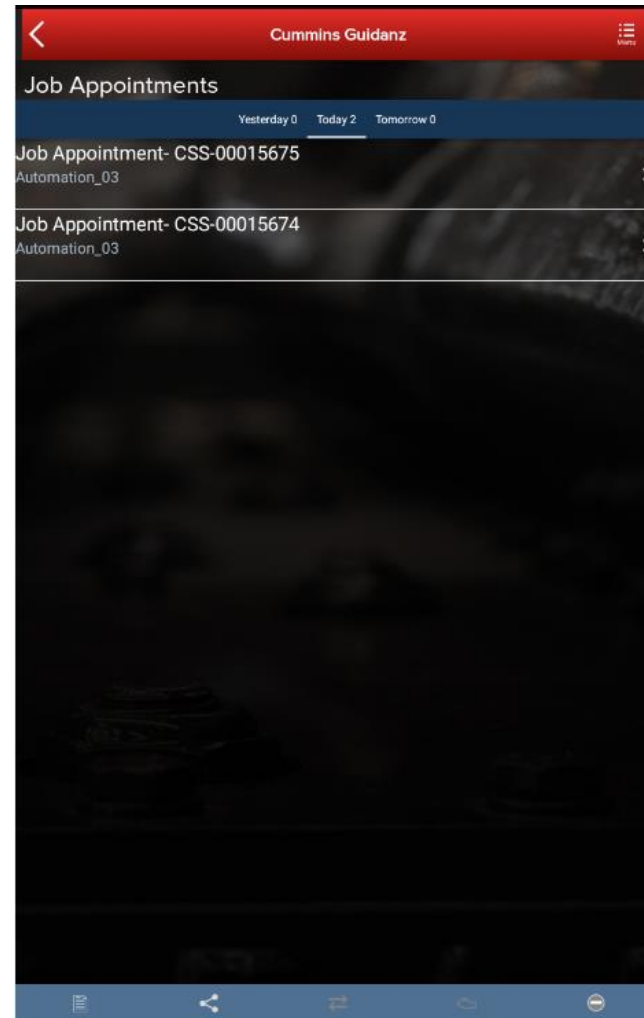 Cummins Guidanz
Menu
Job Appointments
Yesterday 0 Today 2 Tomorrow 0
Job Appointment- CSS-00015675
Automation_03
Job Appointment- CSS-00015674
Automation_03